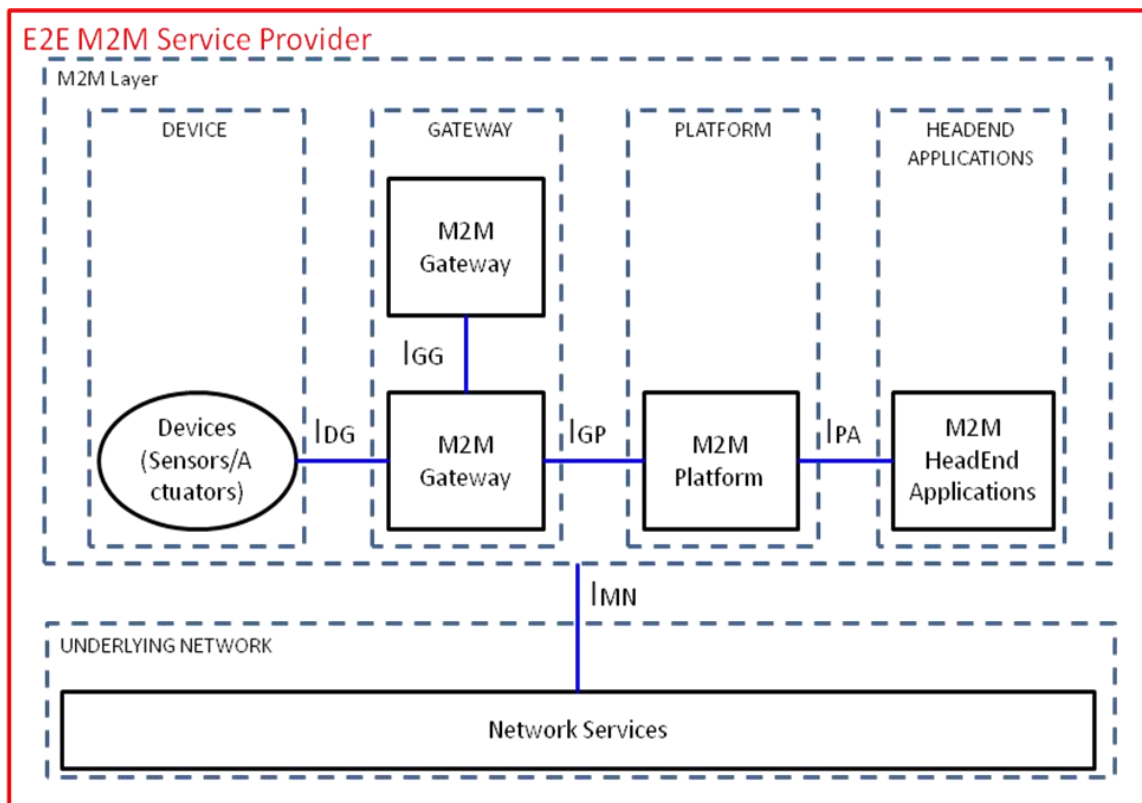 E2E M2M Service Provider
M2M Layer
DEVICE
GATEWAY
PLATFORM
HEADEND
APPLICATIONS
M2M
Gateway
IGG
Devices
(Sensors/A
ctuators)
IDG
M2M
Gateway
IGP
M2M
Platform
IPA
M2M
HeadEnd
Applications
IMN
UNDERLYING NETWORK
Network Services